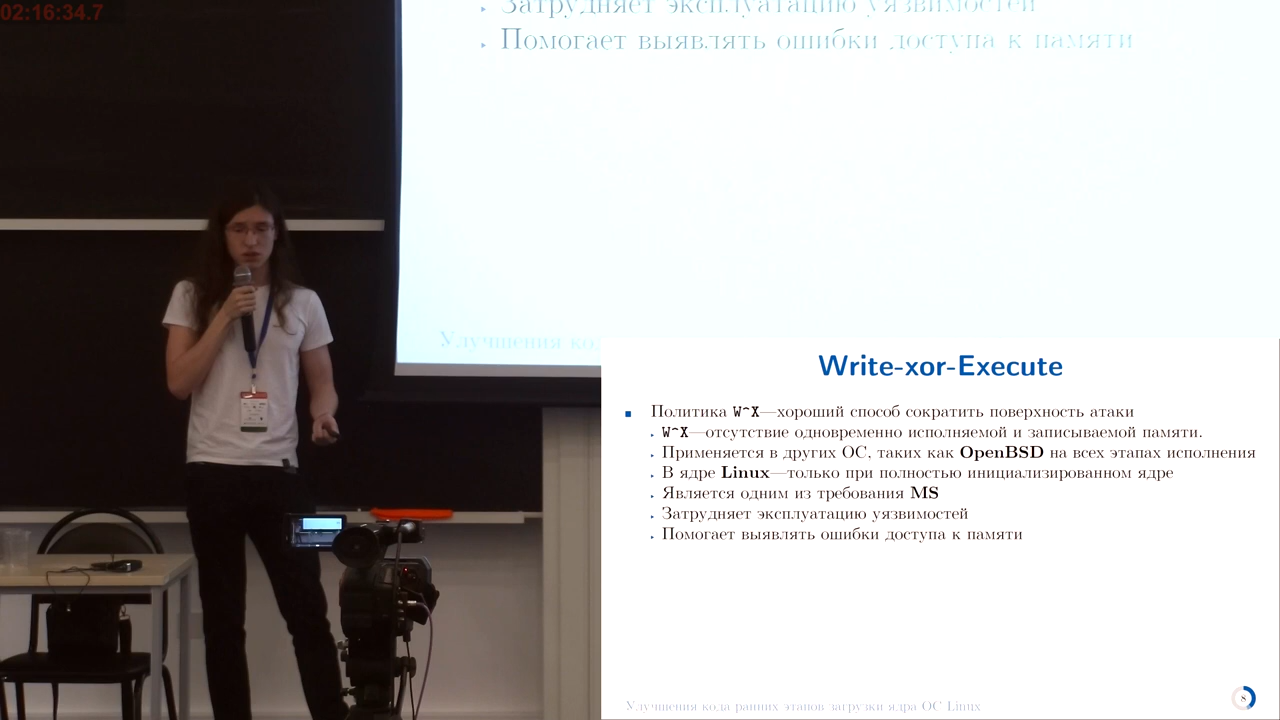 02:16:34.7
Затрудняет эксплуатацию уязвимостей
Помогает выявлять ошибки доступа к памяти
Улучшения ко
Write-xor-Execute
Политика W^X—хороший способ сократить поверхность атаки
W^X—отсутствие одновременно исполняемой и записываемой памяти.
Применяется в других ОС, таких как OpenBSD на всех этапах исполнения
В ядре Linux—только при полностью инициализированном ядре
Является одним из требования MS
Затрудняет эксплуатацию уязвимостей
Помогает выявлять ошибки доступа к памяти
Улучшения кода ранних этапов загрузки ядра ОС Linux
8